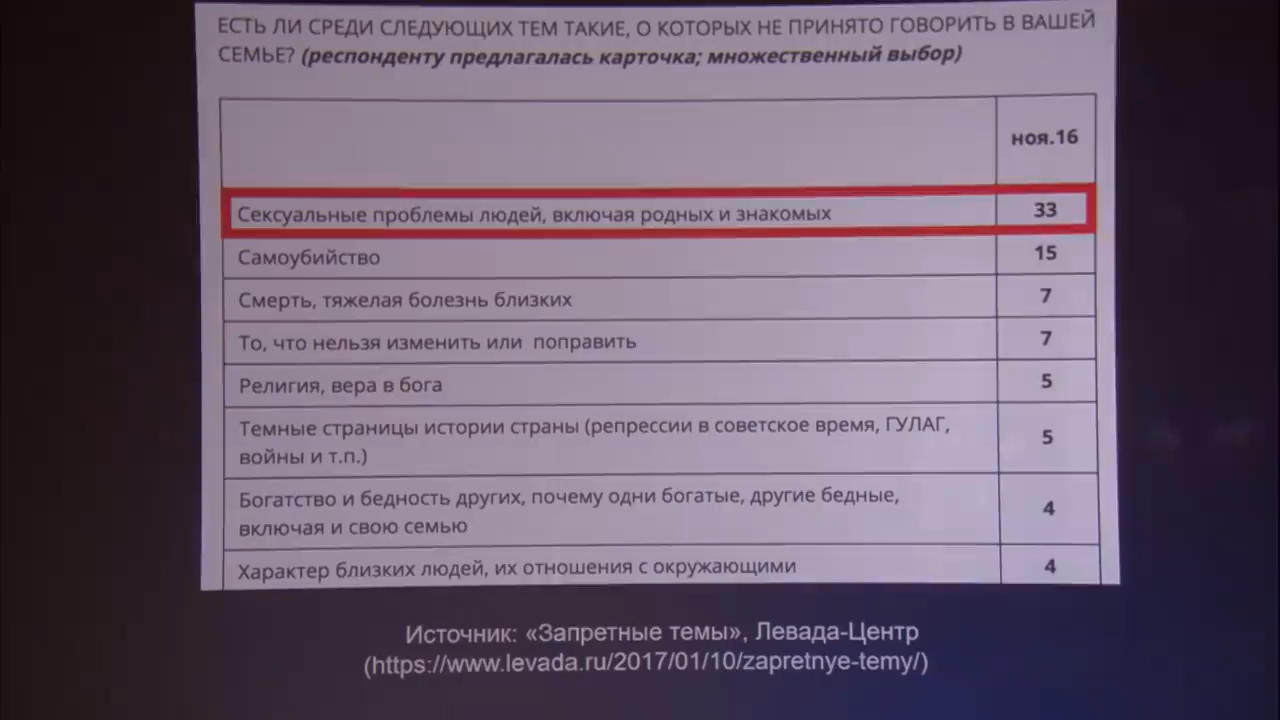 ЕСТЬ ЛИ СРЕДИ СЛЕДУЮЩИХ ТЕМ ТАКИЕ, О КОТОРЫХ НЕ ПРИНЯТО ГОВОРИТЬ В ВАШЕЙ
СЕМЬЕ? (респонденту предлагалась карточка; множественный выбор)
ноя.16
Сексуальные проблемы людей, включая родных и знакомых 33
Самоубийство 15
Смерть, тяжелая болезнь близких 7
То, что нельзя изменить или поправить 7
Религия, вера в бога 5
Темные страницы истории страны (репрессии в советское время, ГУЛАГ,
войны и т.п.) 5
Богатство и бедность других, почему одни богатые, другие бедные,
включая и свою семью 4
Характер близких людей, их отношения с окружающими 4
Источник: «Запретные темы», Левада-Центр
(https://www.levada.ru/2017/01/10/zapretnye-temy/)